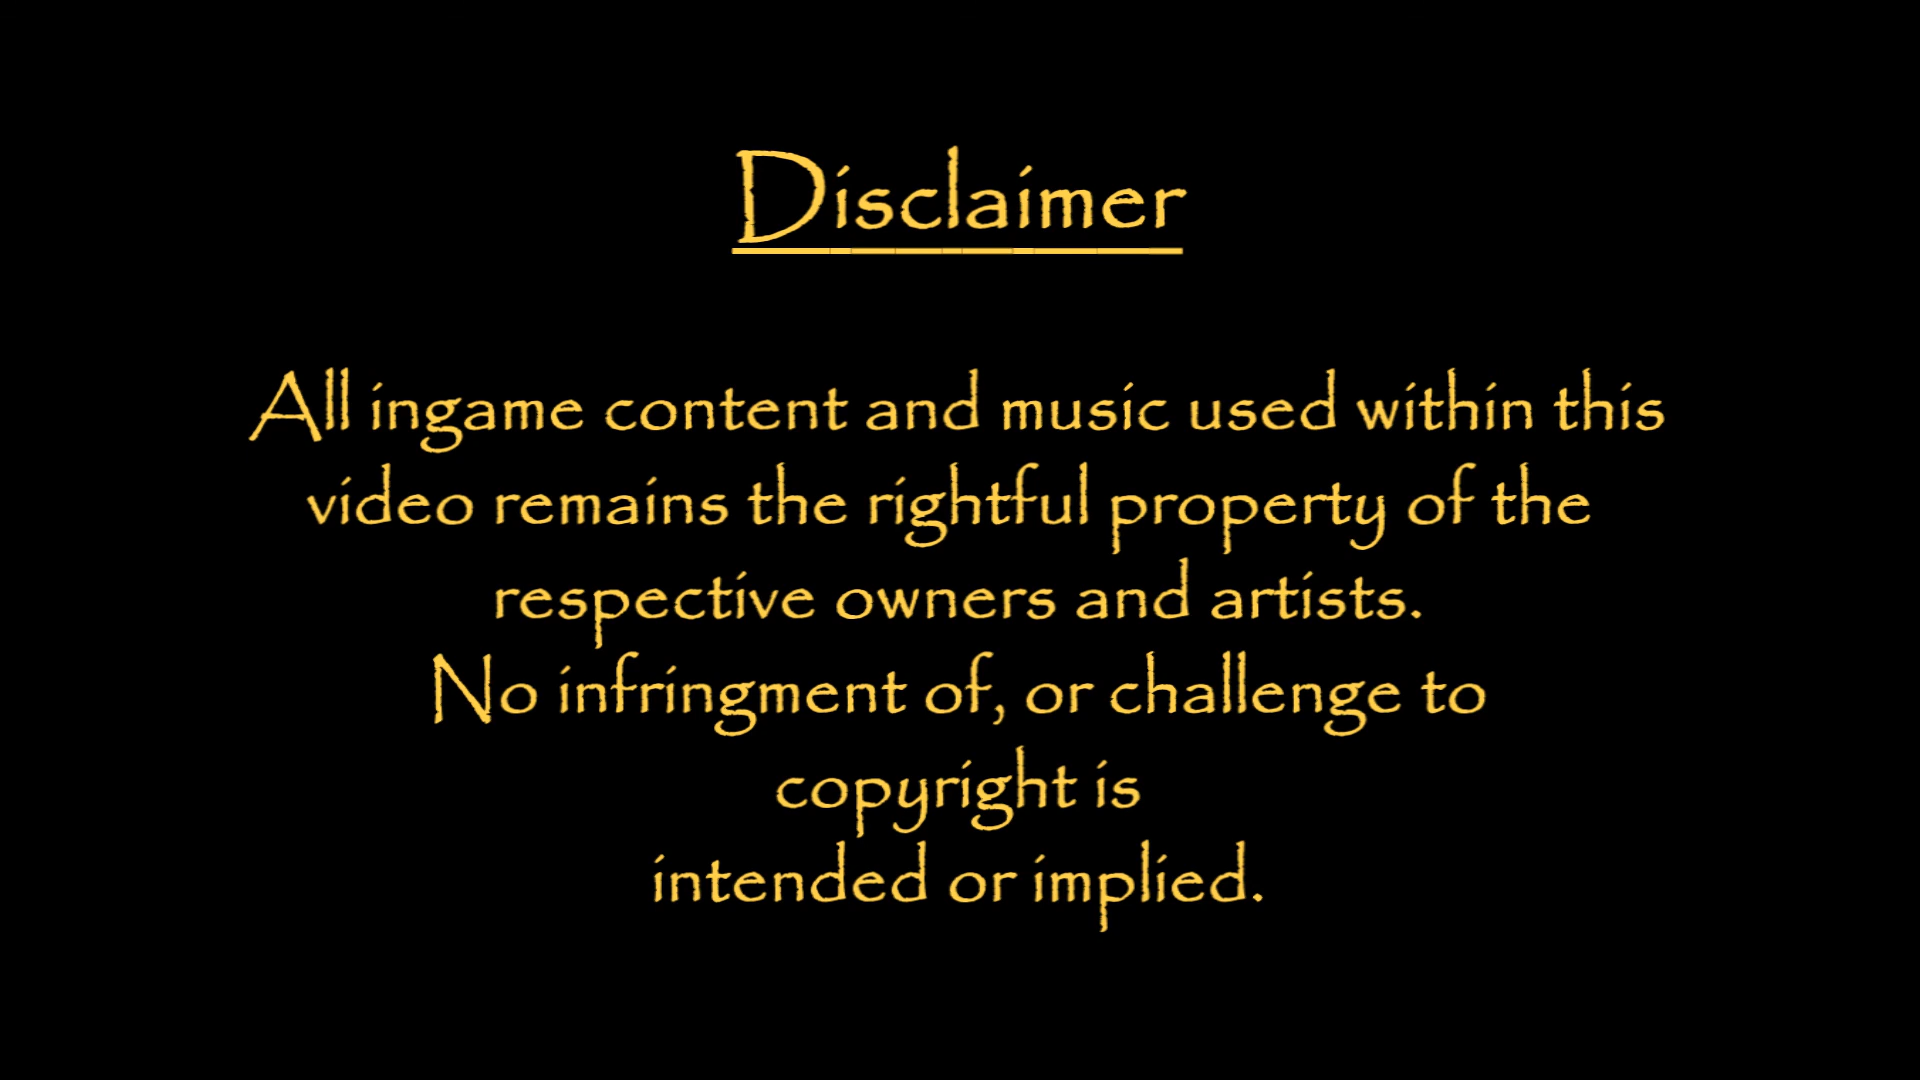 Disclaimer
All ingame content and music used within this
video remains the rightful property of the
respective owners and artists.
No infringment of, or challenge to
copyright is
intended or implied.